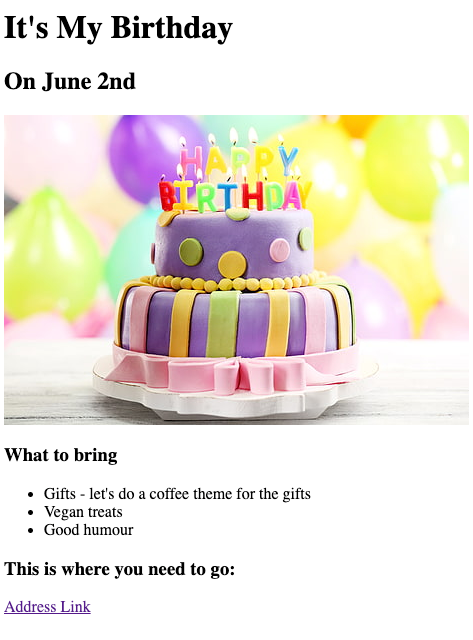 It's My Birthday
On June 2nd
HAPPY
BIRTHDAY
What to bring
Gifts - let's do a coffee theme for the gifts
Vegan treats
Good humour
This is where you need to go:
Address Link